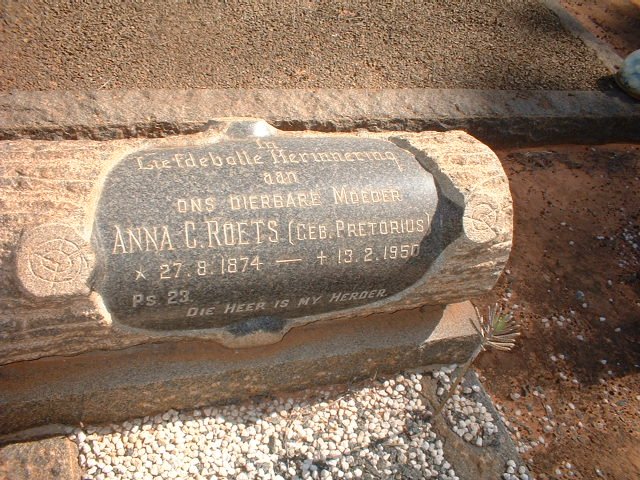 In
Liefdevolle Herinnering
aan
ons dierbare Moeder
Anna C. Roets (geb. Pretorius)
* 27.8.1874 — + 13.2.1950
Ps. 23.
Die Heer is my Herder.